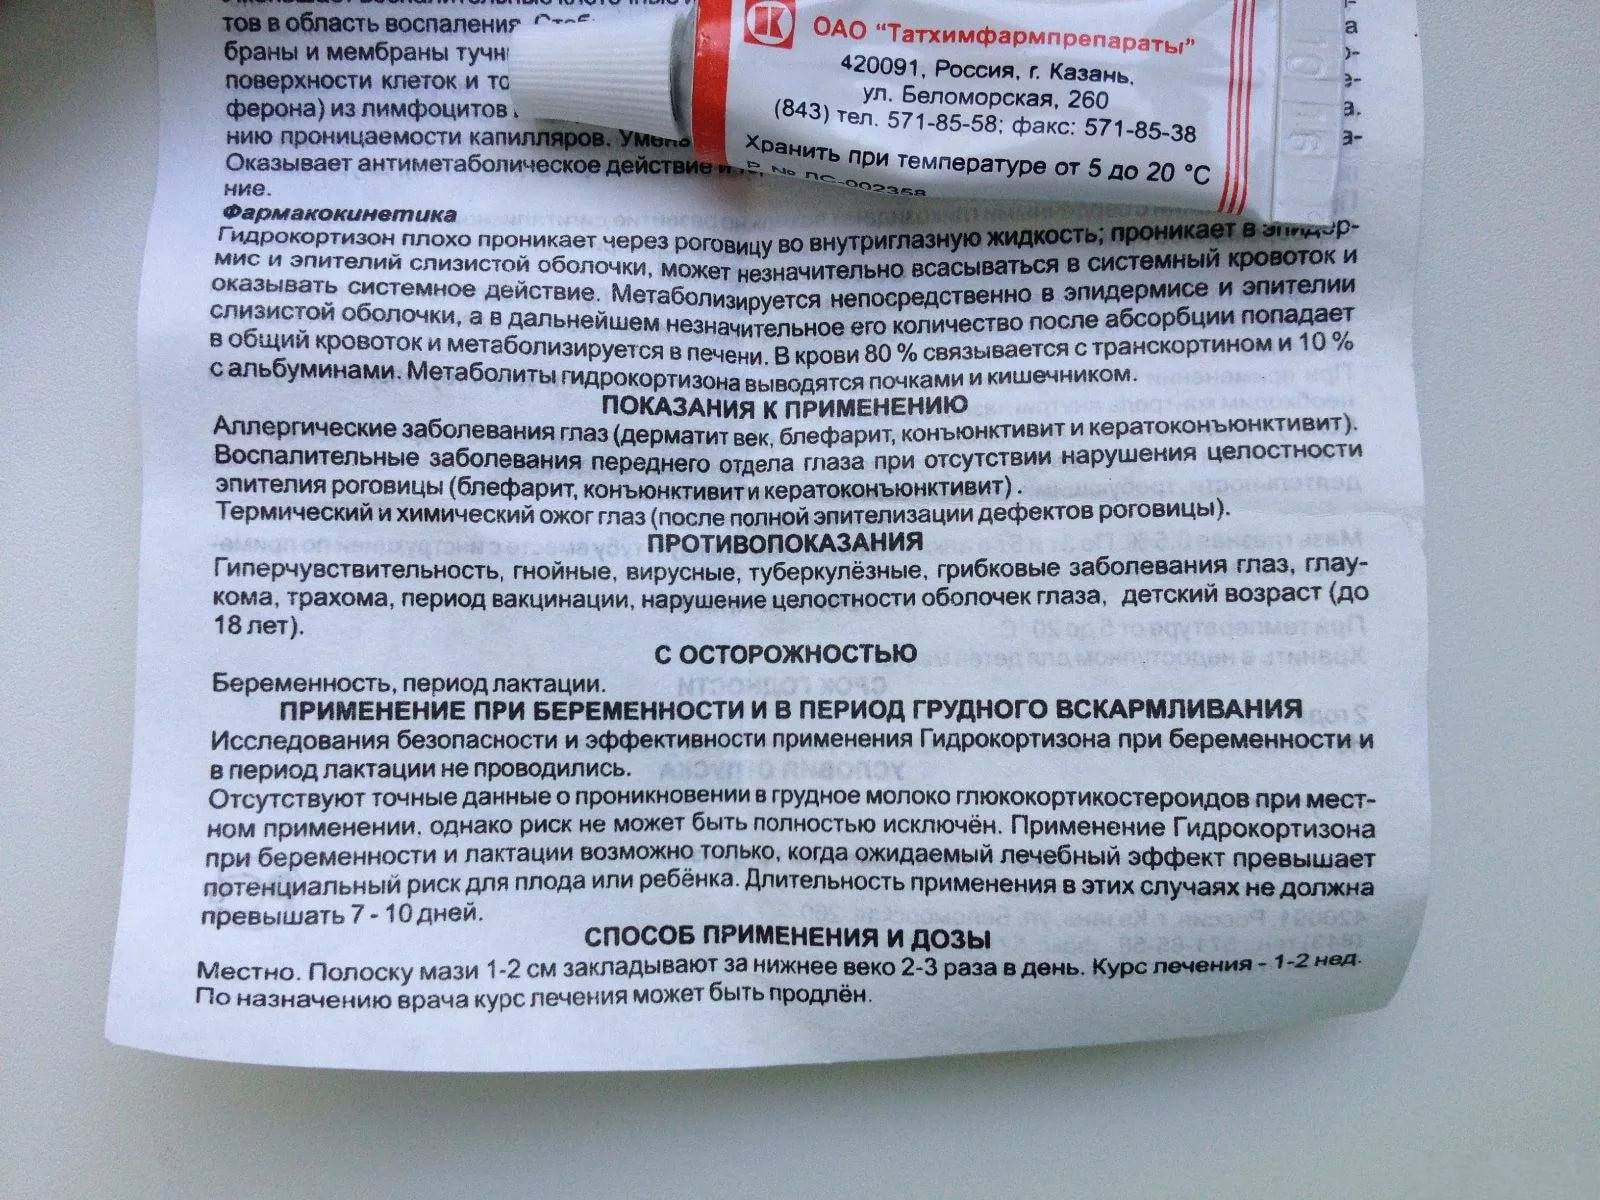 тов в область воспаления
браны и мембраны
поверхности клеток и
ферона) из лимфоцитов
нию проницаемости капилляров.
Оказывает антиметаболическое действие и
ние.
ОАО "Татхимфармпрепараты"
420091, Россия, г. Казань,
ул. Беломорская, 260
(843) тел. 571-85-58; факс: 571-85-38
Хранить при температуре от 5 до 20 °C
Р, № ЛС-002358
Фармакокинетика
Гидрокортизон плохо проникает через роговицу во внутриглазную жидкость; проникает в эпидер-
мис и эпителий слизистой оболочки, может незначительно всасываться в системный кровоток и
оказывать системное действие. Метаболизируется непосредственно в эпидермисе и эпителии
слизистой оболочки, а в дальнейшем незначительное его количество после абсорбции попадает
в общий кровоток и метаболизируется в печени. В крови 80 % связывается с транскортином и 10 %
с альбуминами. Метаболиты гидрокортизона выводятся почками и кишечником.
ПОКАЗАНИЯ К ПРИМЕНЕНИЮ
Аллергические заболевания глаз (дерматит век, блефарит, конъюнктивит и кератоконъюнктивит).
Воспалительные заболевания переднего отдела глаза при отсутствии нарушения целостности
эпителия роговицы (блефарит, конъюнктивит и кератоконъюнктивит) .
Термический и химический ожог глаз (после полной эпителизации дефектов роговицы).
ПРОТИВОПОКАЗАНИЯ
Гиперчувствительность, гнойные, вирусные, туберкулёзные, грибковые заболевания глаз, глау-
кома, трахома, период вакцинации, нарушение целостности оболочек глаза, детский возраст (до
18 лет).
С ОСТОРОЖНОСТЬЮ
Беременность, период лактации.
ПРИМЕНЕНИЕ ПРИ БЕРЕМЕННОСТИ И В ПЕРИОД ГРУДНОГО ВСКАРМЛИВАНИЯ
Исследования безопасности и эффективности применения Гидрокортизона при беременности и
в период лактации не проводились.
Отсутствуют точные данные о проникновении в грудное молоко глюкокортикостероидов при мест-
ном применении, однако риск не может быть полностью исключён. Применение Гидрокортизона
при беременности и лактации возможно только, когда ожидаемый лечебный эффект превышает
потенциальный риск для плода или ребёнка. Длительность применения в этих случаях не должна
превышать 7 - 10 дней.
СПОСОБ ПРИМЕНЕНИЯ И ДОЗЫ
Местно. Полоску мази 1-2 см закладывают за нижнее веко 2-3 раза в день. Курс лечения - 1-2 нед.
По назначению врача курс лечения может быть продлён.